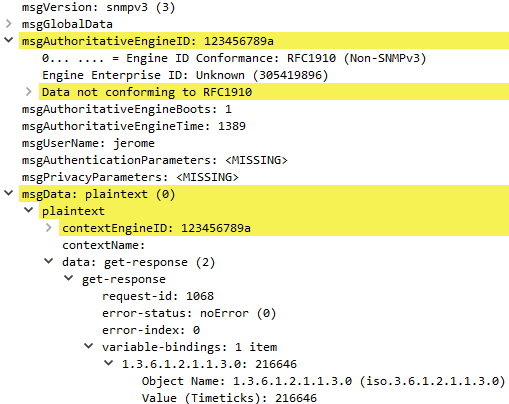 msgVersion: snmpv3 (3)
msgGlobalData
msgAuthoritativeEngineID: 123456789a
0... .... = Engine ID Conformance: RFC1910 (Non-SNMPv3)
Engine Enterprise ID: Unknown (305419896)
Data not conforming to RFC1910
msgAuthoritativeEngineBoots: 1
msgAuthoritativeEngineTime: 1389
msgUserName: jerome
msgAuthenticationParameters: <MISSING>
msgPrivacyParameters: <MISSING>
msgData: plaintext (0)
plaintext
contextEngineID: 123456789a
contextName:
data: get-response (2)
get-response
request-id: 1068
error-status: noError (0)
error-index: 0
variable-bindings: 1 item
1.3.6.1.2.1.1.3.0: 216646
Object Name: 1.3.6.1.2.1.1.3.0 (iso.3.6.1.2.1.1.3.0)
Value (Timeticks): 216646